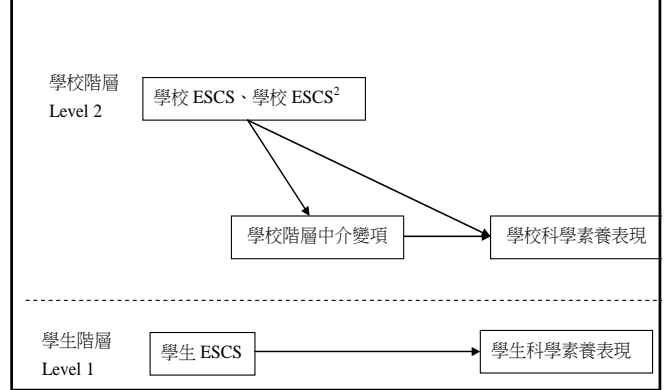 學校階層
Level 2
學校 ESCS、學校 ESCS²
學校階層中介變項
學校科學素養表現
學生階層
Level 1
學生 ESCS
學生科學素養表現